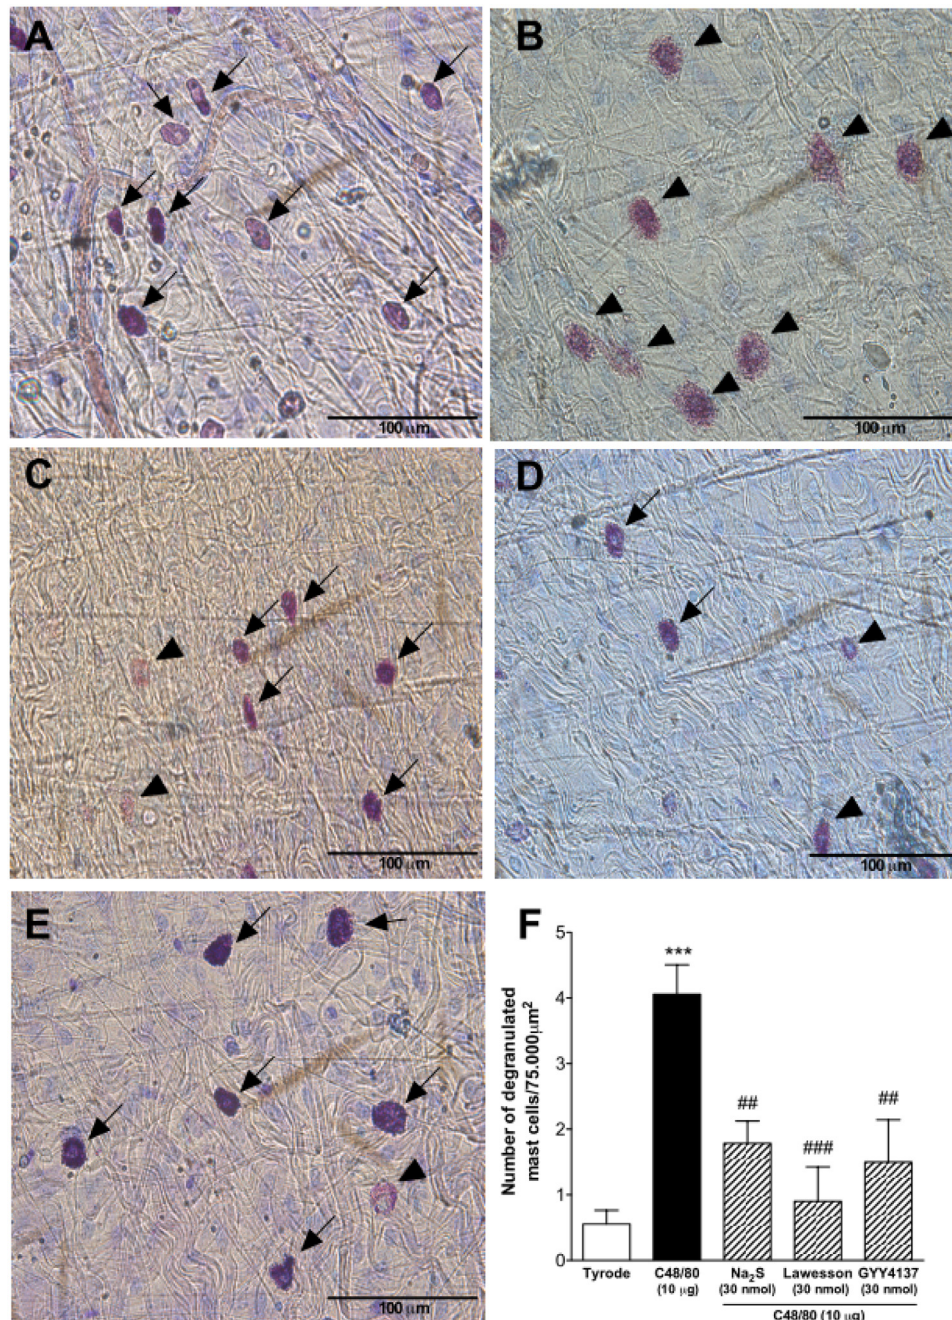 A
B
100 µm
100 µm
C
D
100 µm
100 µm
E
100 µm
F
Number of degranulated
mast cells/75.000µm²
5
4
3
2
1
0
***
##
###
##
Tyrode
C48/80
(10 µg)
Na₂S
(30 nmol)
Lawesson
(30 nmol)
GYY4137
(30 nmol)
C48/80 (10 µg)